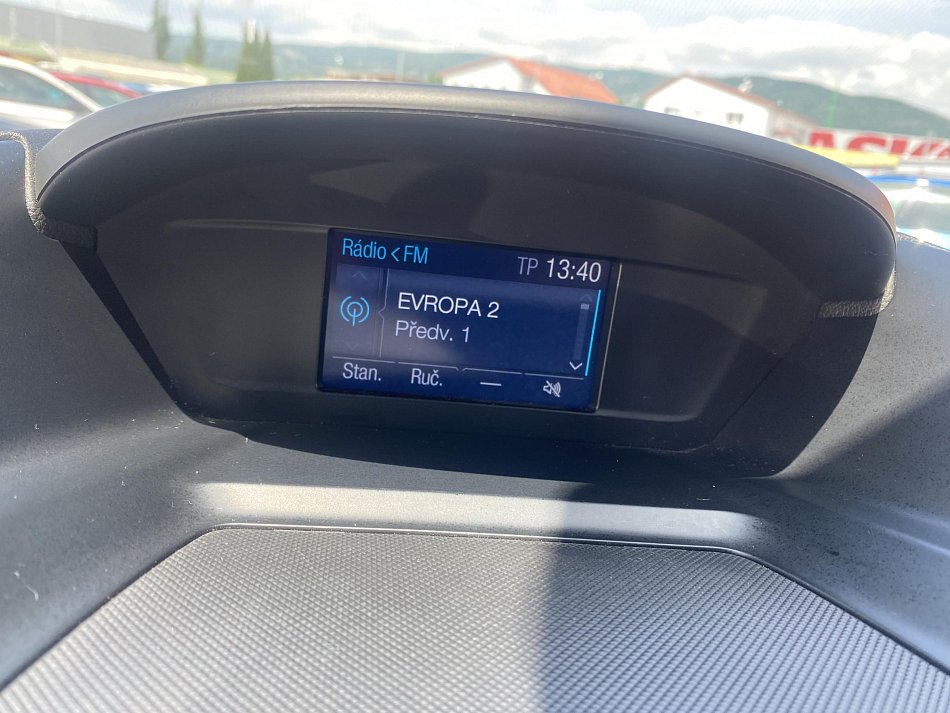 Rádio < FM
TP 13:40
EVROPA 2
Předv. 1
Stan. Ruč. —